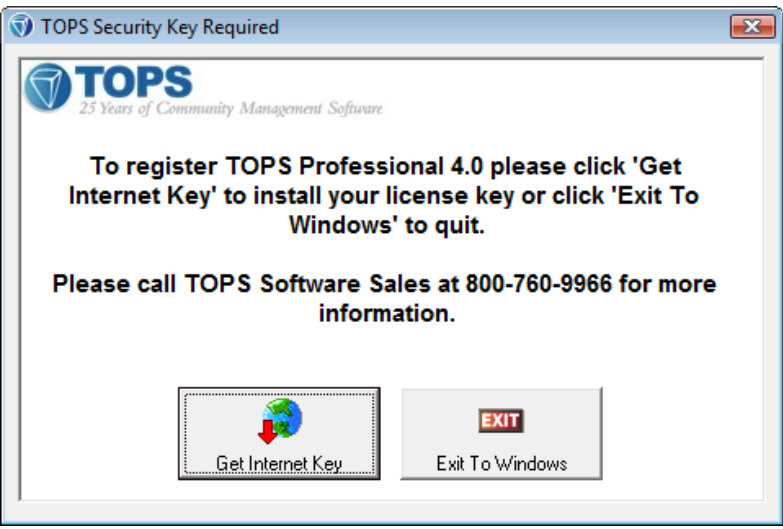 TOPS Security Key Required
TOPS
25 Years of Community Management Software
To register TOPS Professional 4.0 please click 'Get
Internet Key' to install your license key or click 'Exit To
Windows' to quit.
Please call TOPS Software Sales at 800-760-9966 for more
information.
EXIT
Get Internet Key
Exit To Windows